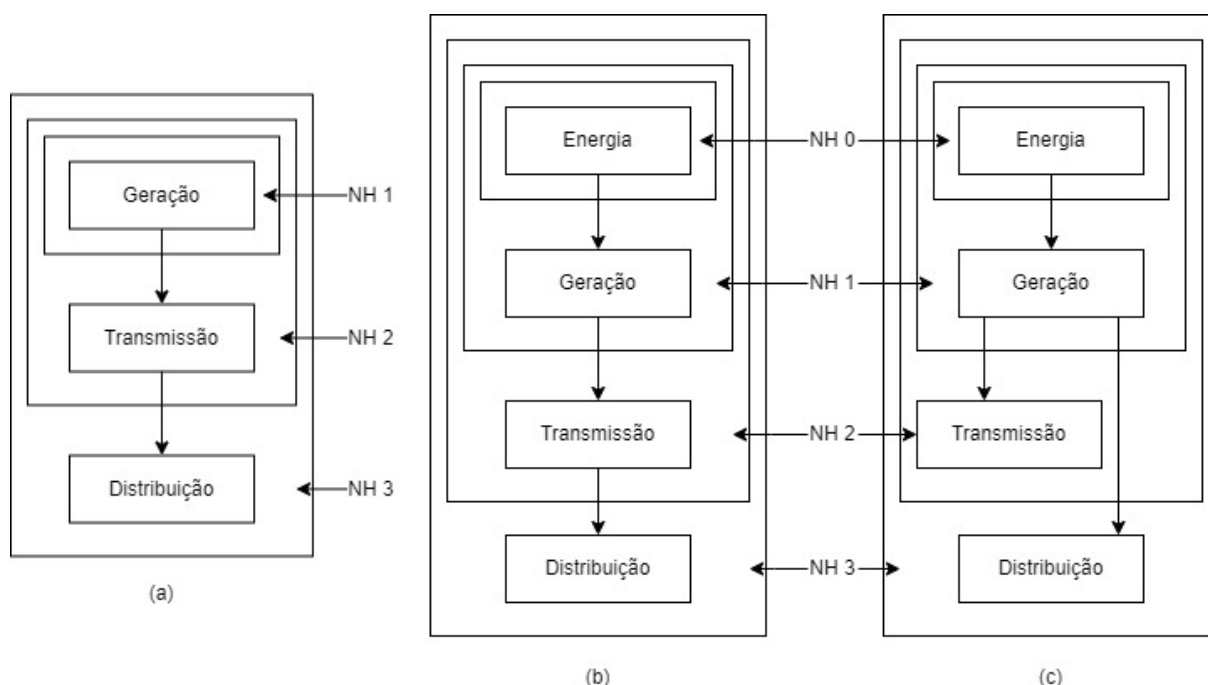 Geração
NH 1
Transmissão
NH 2
Distribuição
NH 3
(a)
Energia
NH 0
Energia
Geração
NH 1
Geração
Transmissão
NH 2
Transmissão
Distribuição
NH 3
Distribuição
(b)
(c)